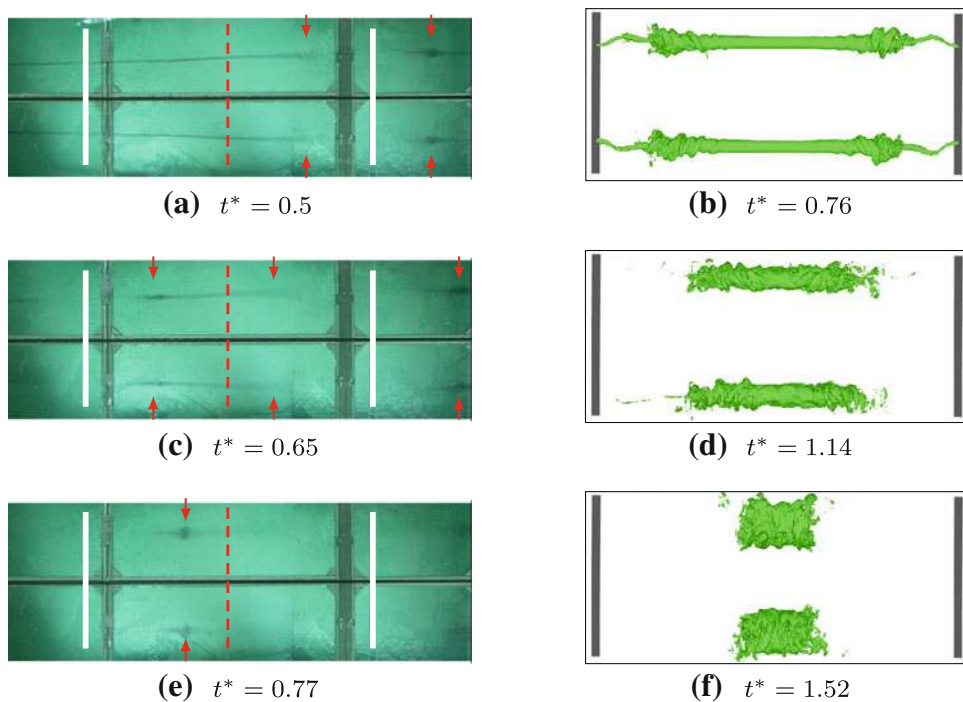 (a) t* = 0.5
(b) t* = 0.76
(c) t* = 0.65
(d) t* = 1.14
(e) t* = 0.77
(f) t* = 1.52